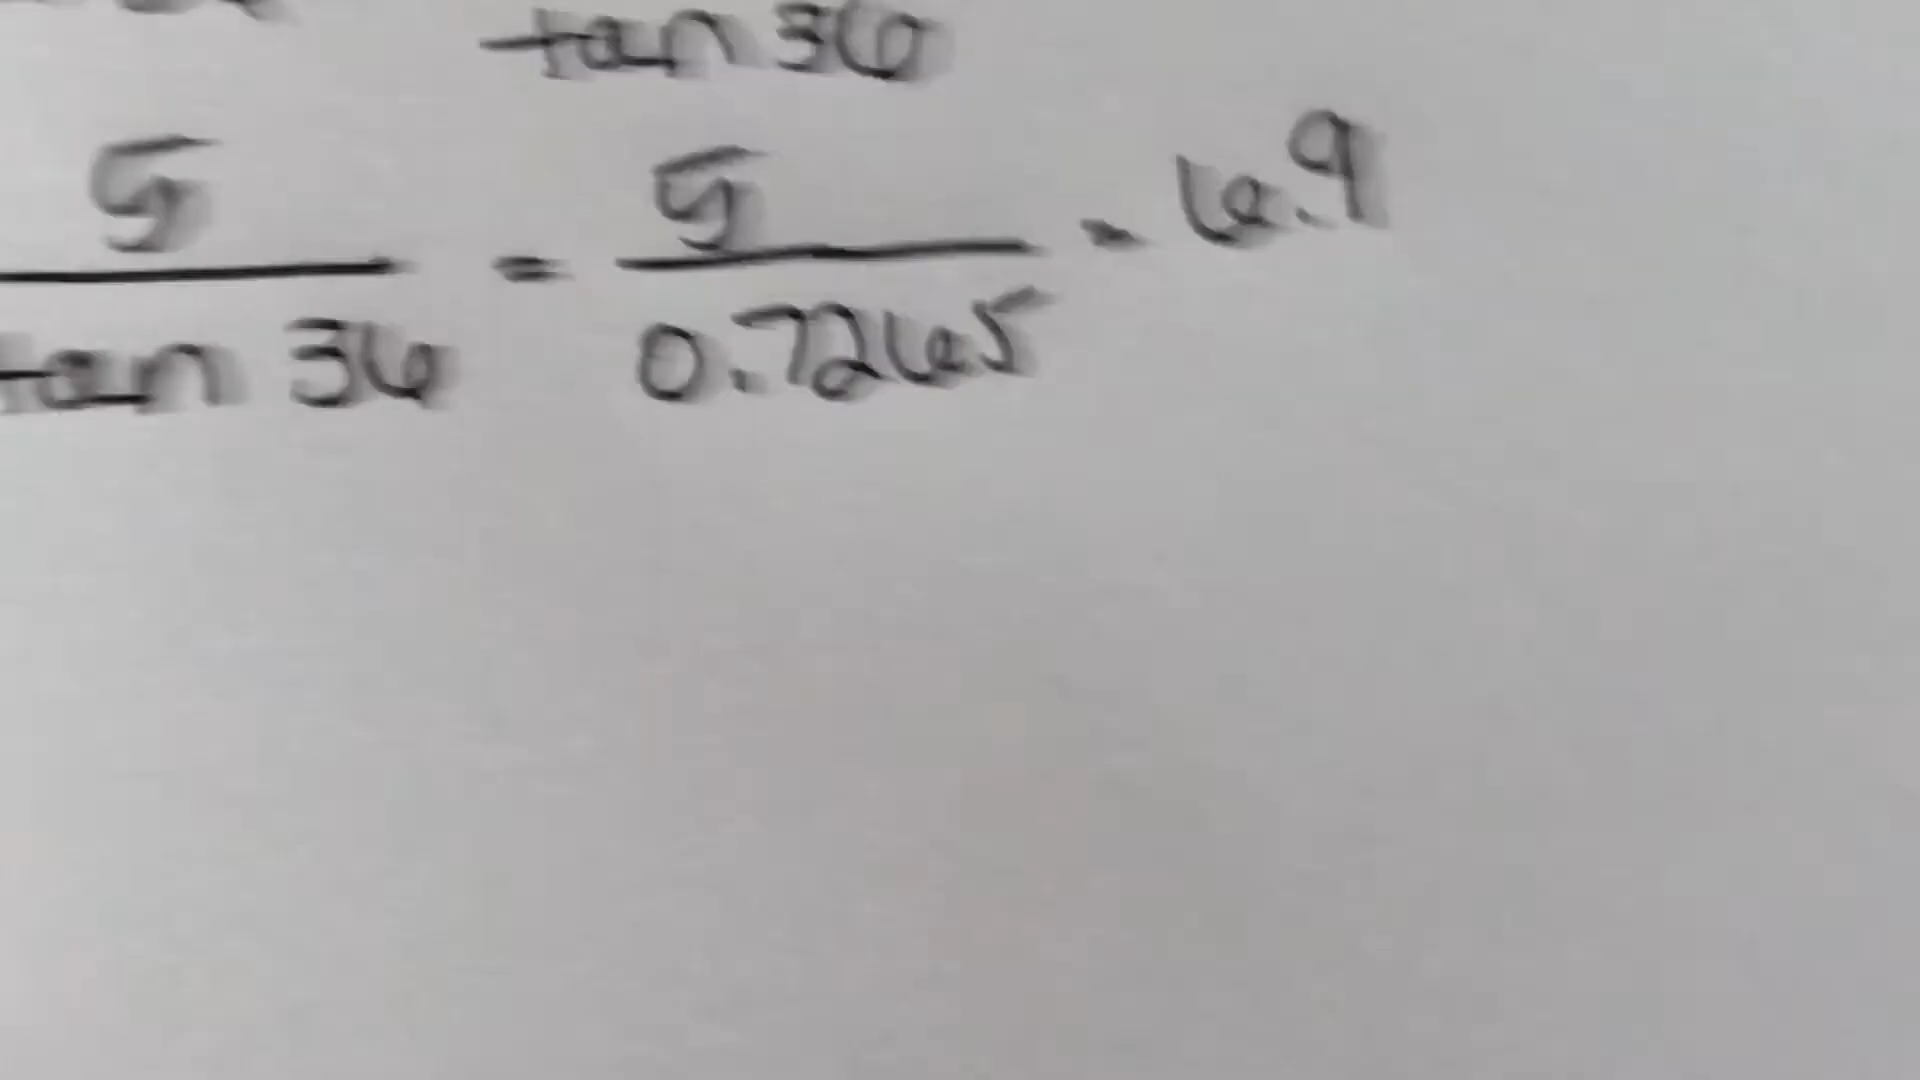 tan 36
5 = 5 = 6.9
tan 36 0.7265